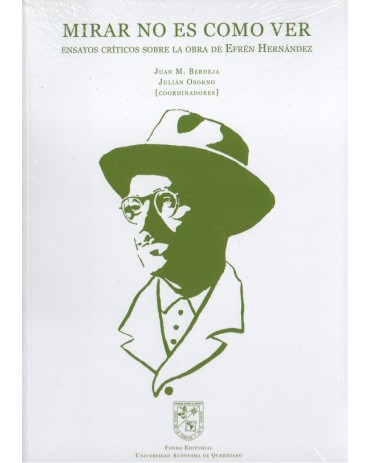 MIRAR NO ES COMO VER
ENSAYOS CRÍTICOS SOBRE LA OBRA DE EFRÉN HERNÁNDEZ
JUAN M. BERDEJA
JULIÁN OSORNO
[COORDINADORES]
FONDO EDITORIAL
UNIVERSIDAD AUTÓNOMA DE QUERÉTARO